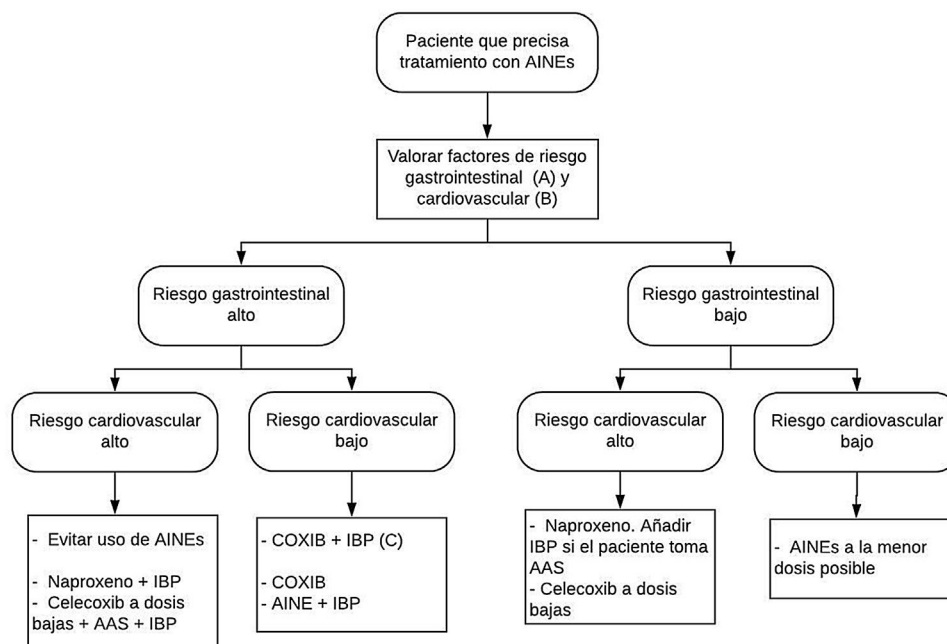 Paciente que precisa
tratamiento con AINEs
Valorar factores de riesgo
gastrointestinal (A) y
cardiovascular (B)
Riesgo gastrointestinal
alto
Riesgo gastrointestinal
bajo
Riesgo cardiovascular
alto
Riesgo cardiovascular
bajo
Riesgo cardiovascular
alto
Riesgo cardiovascular
bajo
- Evitar uso de AINEs
- Naproxeno + IBP
- Celecoxib a dosis
bajas + AAS + IBP
- COXIB + IBP (C)
- COXIB
- AINE + IBP
- Naproxeno. Añadir
IBP si el paciente toma
AAS
- Celecoxib a dosis
bajas
- AINEs a la menor
dosis posible